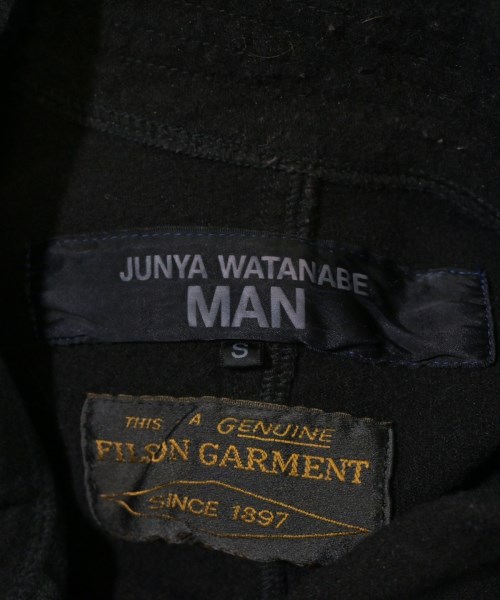 JUNYA WATANABE
MAN
S
THIS A GENUINE
FILSON GARMENT
SINCE 1897